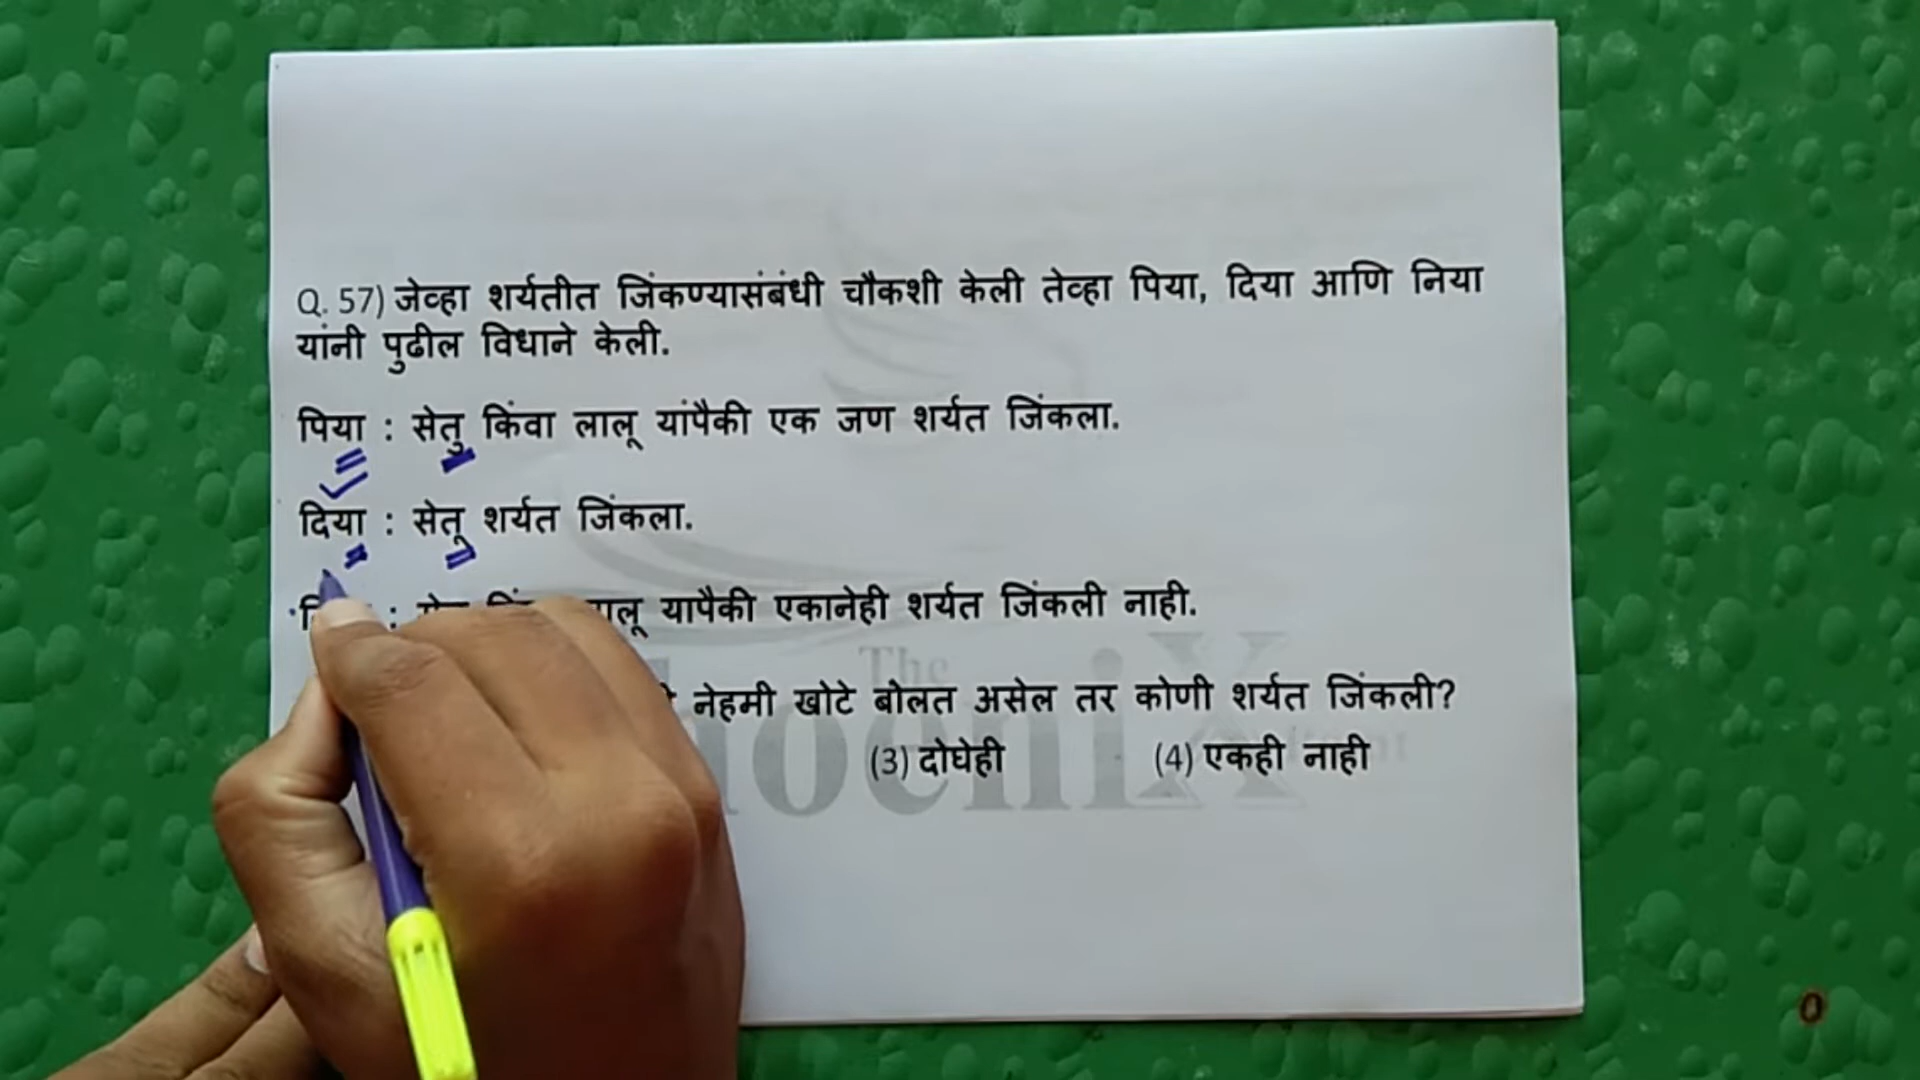 Q. 57) जेव्हा शर्यतीत जिंकण्यासंबंधी चौकशी केली तेव्हा पिया, दिया आणि निया
यांनी पुढील विधाने केली.
पिया : सेतु किंवा लालू यांपैकी एक जण शर्यत जिंकला.
दिया : सेतू शर्यत जिंकला.
: यापैकी एकानेही शर्यत जिंकली नाही.
The
नेहमी खोटे बोलत असेल तर कोणी शर्यत जिंकली?
(3) दोघेही (4) एकही नाही